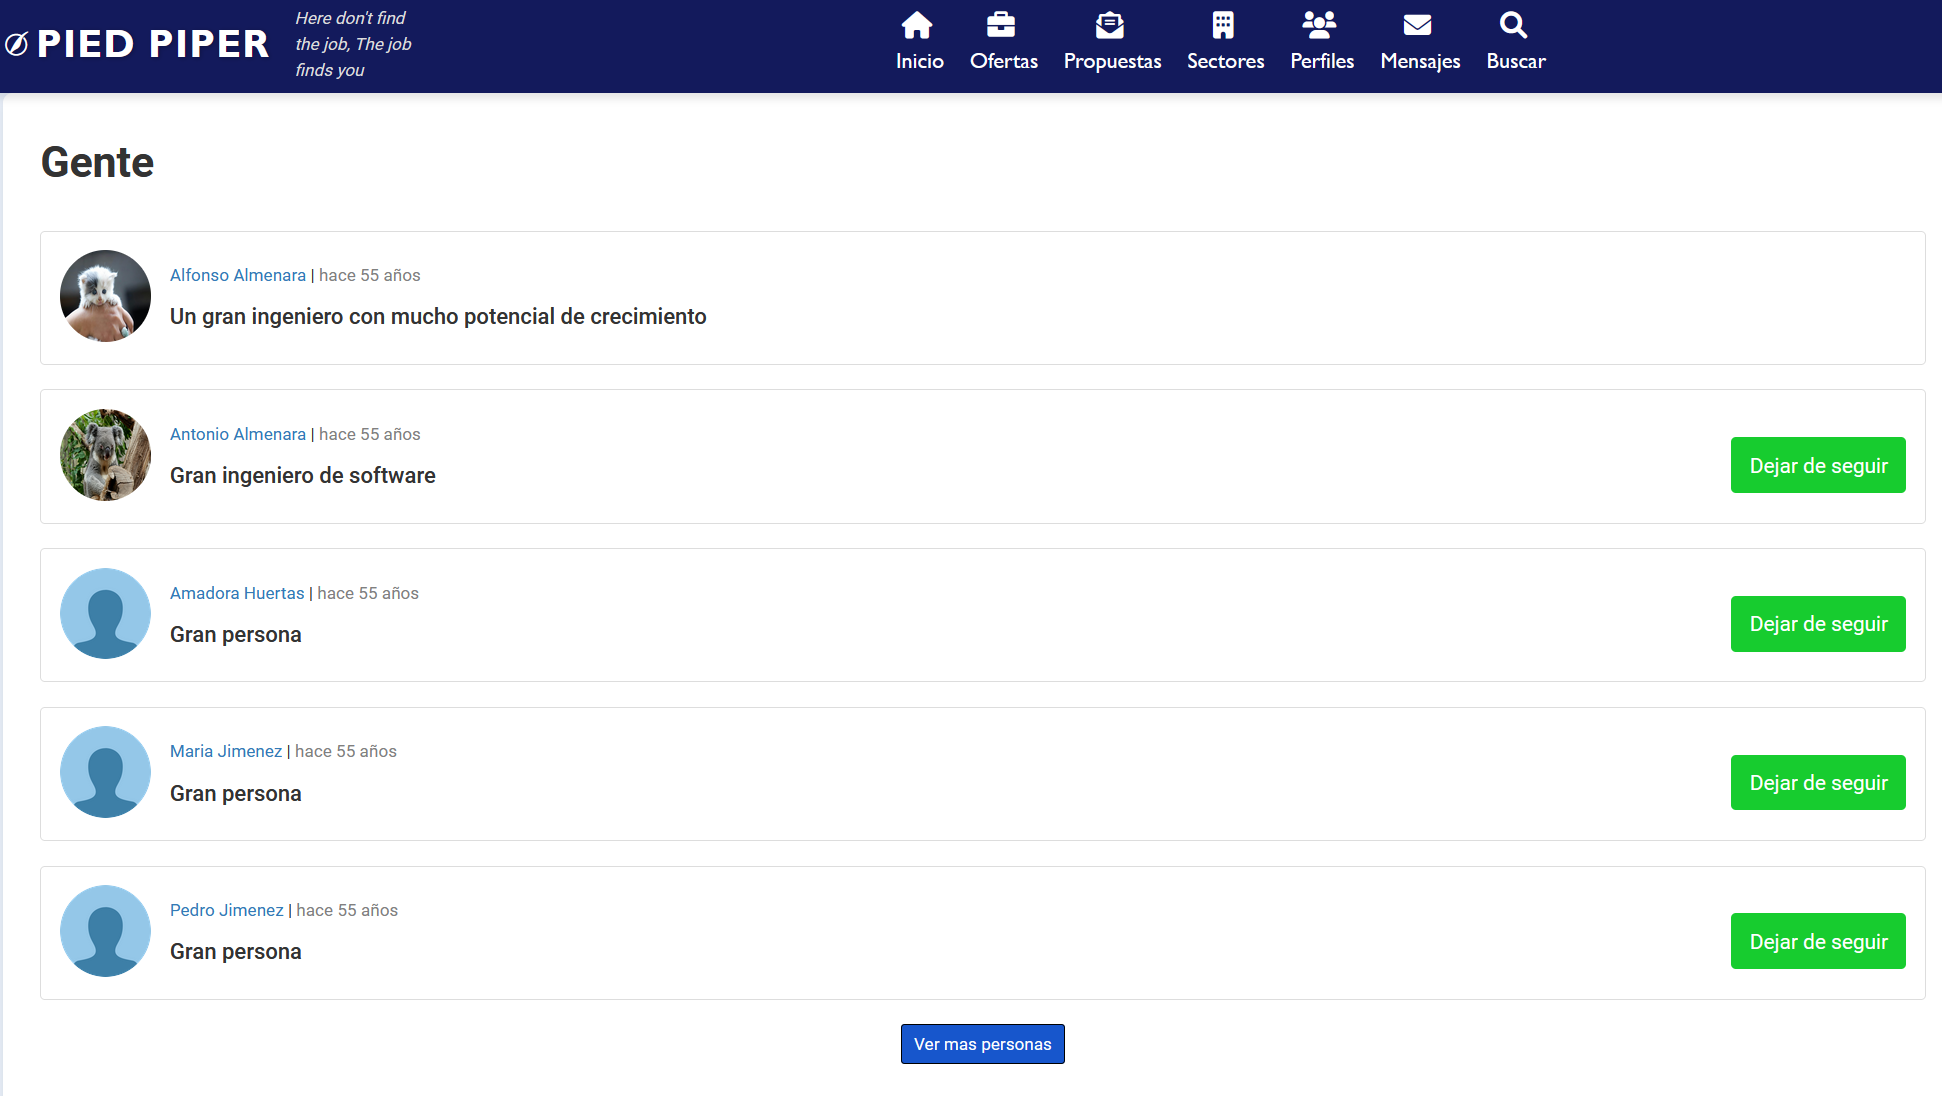 PIED PIPER
Here don't find
the job, The job
finds you
Inicio
Ofertas
Propuestas
Sectores
Perfiles
Mensajes
Buscar
Gente
Alfonso Almenara | hace 55 años
Un gran ingeniero con mucho potencial de crecimiento
Antonio Almenara | hace 55 años
Gran ingeniero de software
Dejar de seguir
Amadora Huertas | hace 55 años
Gran persona
Dejar de seguir
Maria Jimenez | hace 55 años
Gran persona
Dejar de seguir
Pedro Jimenez | hace 55 años
Gran persona
Dejar de seguir
Ver mas personas